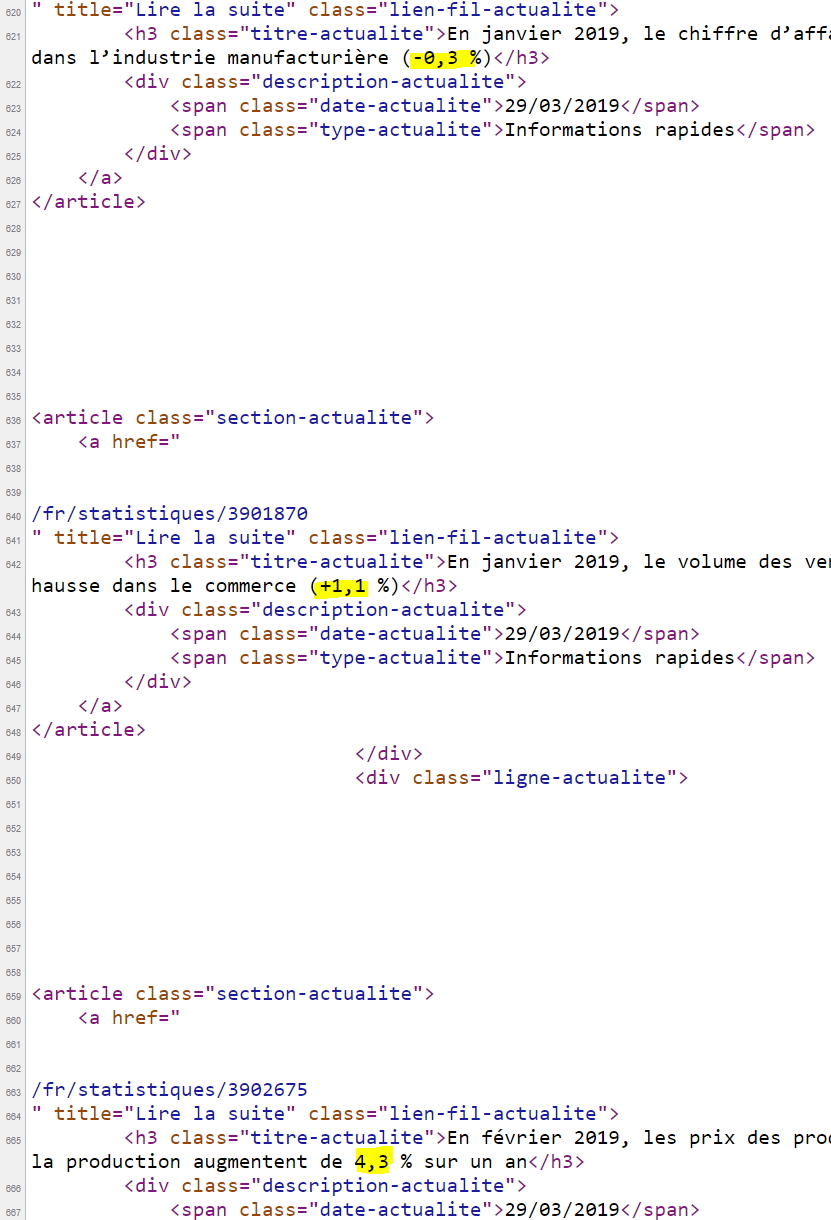 620 " title="Lire la suite" class="lien-fil-actualite">
621 <h3 class="titre-actualite">En janvier 2019, le chiffre d’affa
dans l’industrie manufacturière (-0,3 %)</h3>
622 <div class="description-actualite">
623 <span class="date-actualite">29/03/2019</span>
624 <span class="type-actualite">Informations rapides</span>
625 </div>
626 </a>
627 </article>
628
629
630
631
632
633
634
635
636 <article class="section-actualite">
637 <a href="
638
639
640 /fr/statistiques/3901870
641 " title="Lire la suite" class="lien-fil-actualite">
642 <h3 class="titre-actualite">En janvier 2019, le volume des ven
hausse dans le commerce (+1,1 %)</h3>
643 <div class="description-actualite">
644 <span class="date-actualite">29/03/2019</span>
645 <span class="type-actualite">Informations rapides</span>
646 </div>
647 </a>
648 </article>
649 </div>
650 <div class="ligne-actualite">
651
652
653
654
655
656
657
658
659 <article class="section-actualite">
660 <a href="
661
662
663 /fr/statistiques/3902675
664 " title="Lire la suite" class="lien-fil-actualite">
665 <h3 class="titre-actualite">En février 2019, les prix des prod
la production augmentent de 4,3 % sur un an</h3>
666 <div class="description-actualite">
667 <span class="date-actualite">29/03/2019</span>